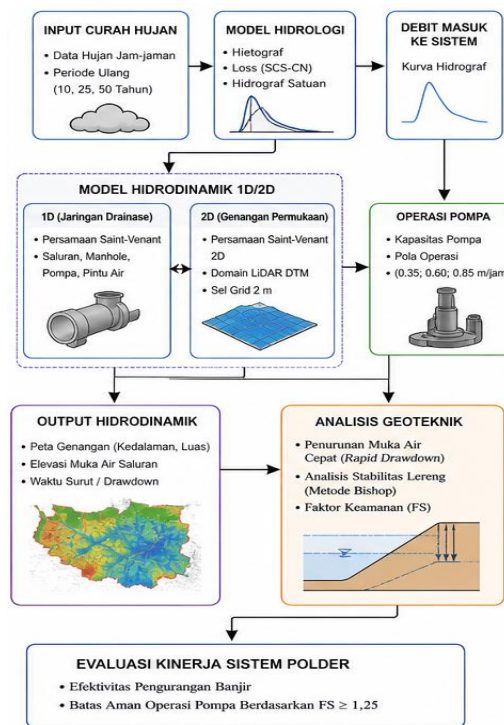 INPUT CURAH HUJAN
• Data Hujan Jam-jaman
• Periode Ulang
(10, 25, 50 Tahun)
MODEL HIDROLOGI
• Hietograf
• Loss (SCS-CN)
• Hidrograf Satuan
DEBIT MASUK
KE SISTEM
Kurva Hidrograf
MODEL HIDRODINAMIK 1D/2D
1D (Jaringan Drainase)
• Persamaan Saint-Venant
• Saluran, Manhole,
Pompa, Pintu Air
2D (Genangan Permukaan)
• Persamaan Saint-Venant
2D
• Domain LiDAR DTM
• Sel Grid 2 m
OPERASI POMPA
• Kapasitas Pompa
• Pola Operasi
• (0.35; 0.60; 0.85 m/jam
OUTPUT HIDRODINAMIK
• Peta Genangan (Kedalaman, Luas)
• Elevasi Muka Air Saluran
• Waktu Surut / Drawdown
ANALISIS GEOTEKNIK
• Penurunan Muka Air
Cepat (Rapid Drawdown)
• Analisis Stabilitas Lereng
(Metode Bishop)
• Faktor Keamanan (FS)
EVALUASI KINERJA SISTEM POLDER
• Efektivitas Pengurangan Banjir
• Batas Aman Operasi Pompa Berdasarkan FS ≥ 1,25